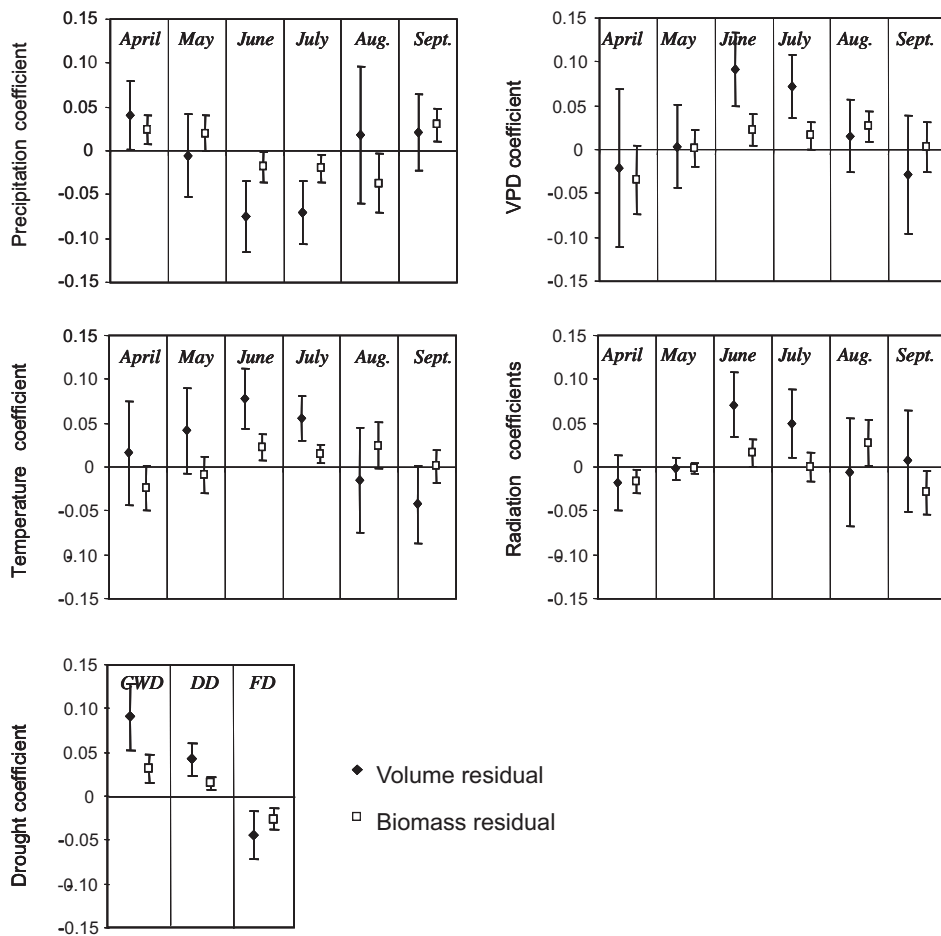 Precipitation coefficient
0.15
0.10
0.05
0
-0.05
-0.10
-0.15
April May June July Aug. Sept.
VPD coefficient
0.15
0.10
0.05
0
-0.05
-0.10
-0.15
April May June July Aug. Sept.
Temperature coefficient
0.15
0.10
0.05
0
-0.05
-0.10
-0.15
April May June July Aug. Sept.
Radiation coefficients
0.15
0.10
0.05
0
-0.05
-0.10
-0.15
April May June July Aug. Sept.
Drought coefficient
0.15
0.10
0.05
0
-0.05
-0.10
-0.15
GWD DD FD
Volume residual
Biomass residual